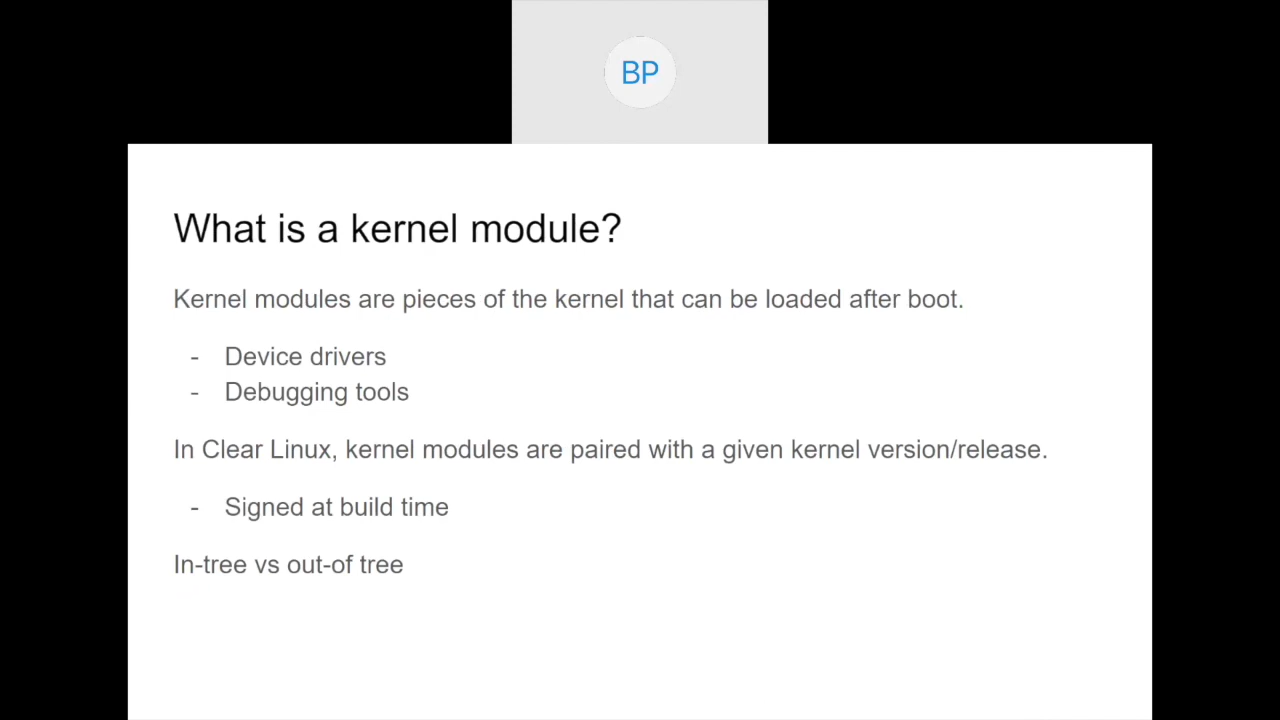 BP
What is a kernel module?
Kernel modules are pieces of the kernel that can be loaded after boot.
- Device drivers
- Debugging tools
In Clear Linux, kernel modules are paired with a given kernel version/release.
- Signed at build time
In-tree vs out-of tree